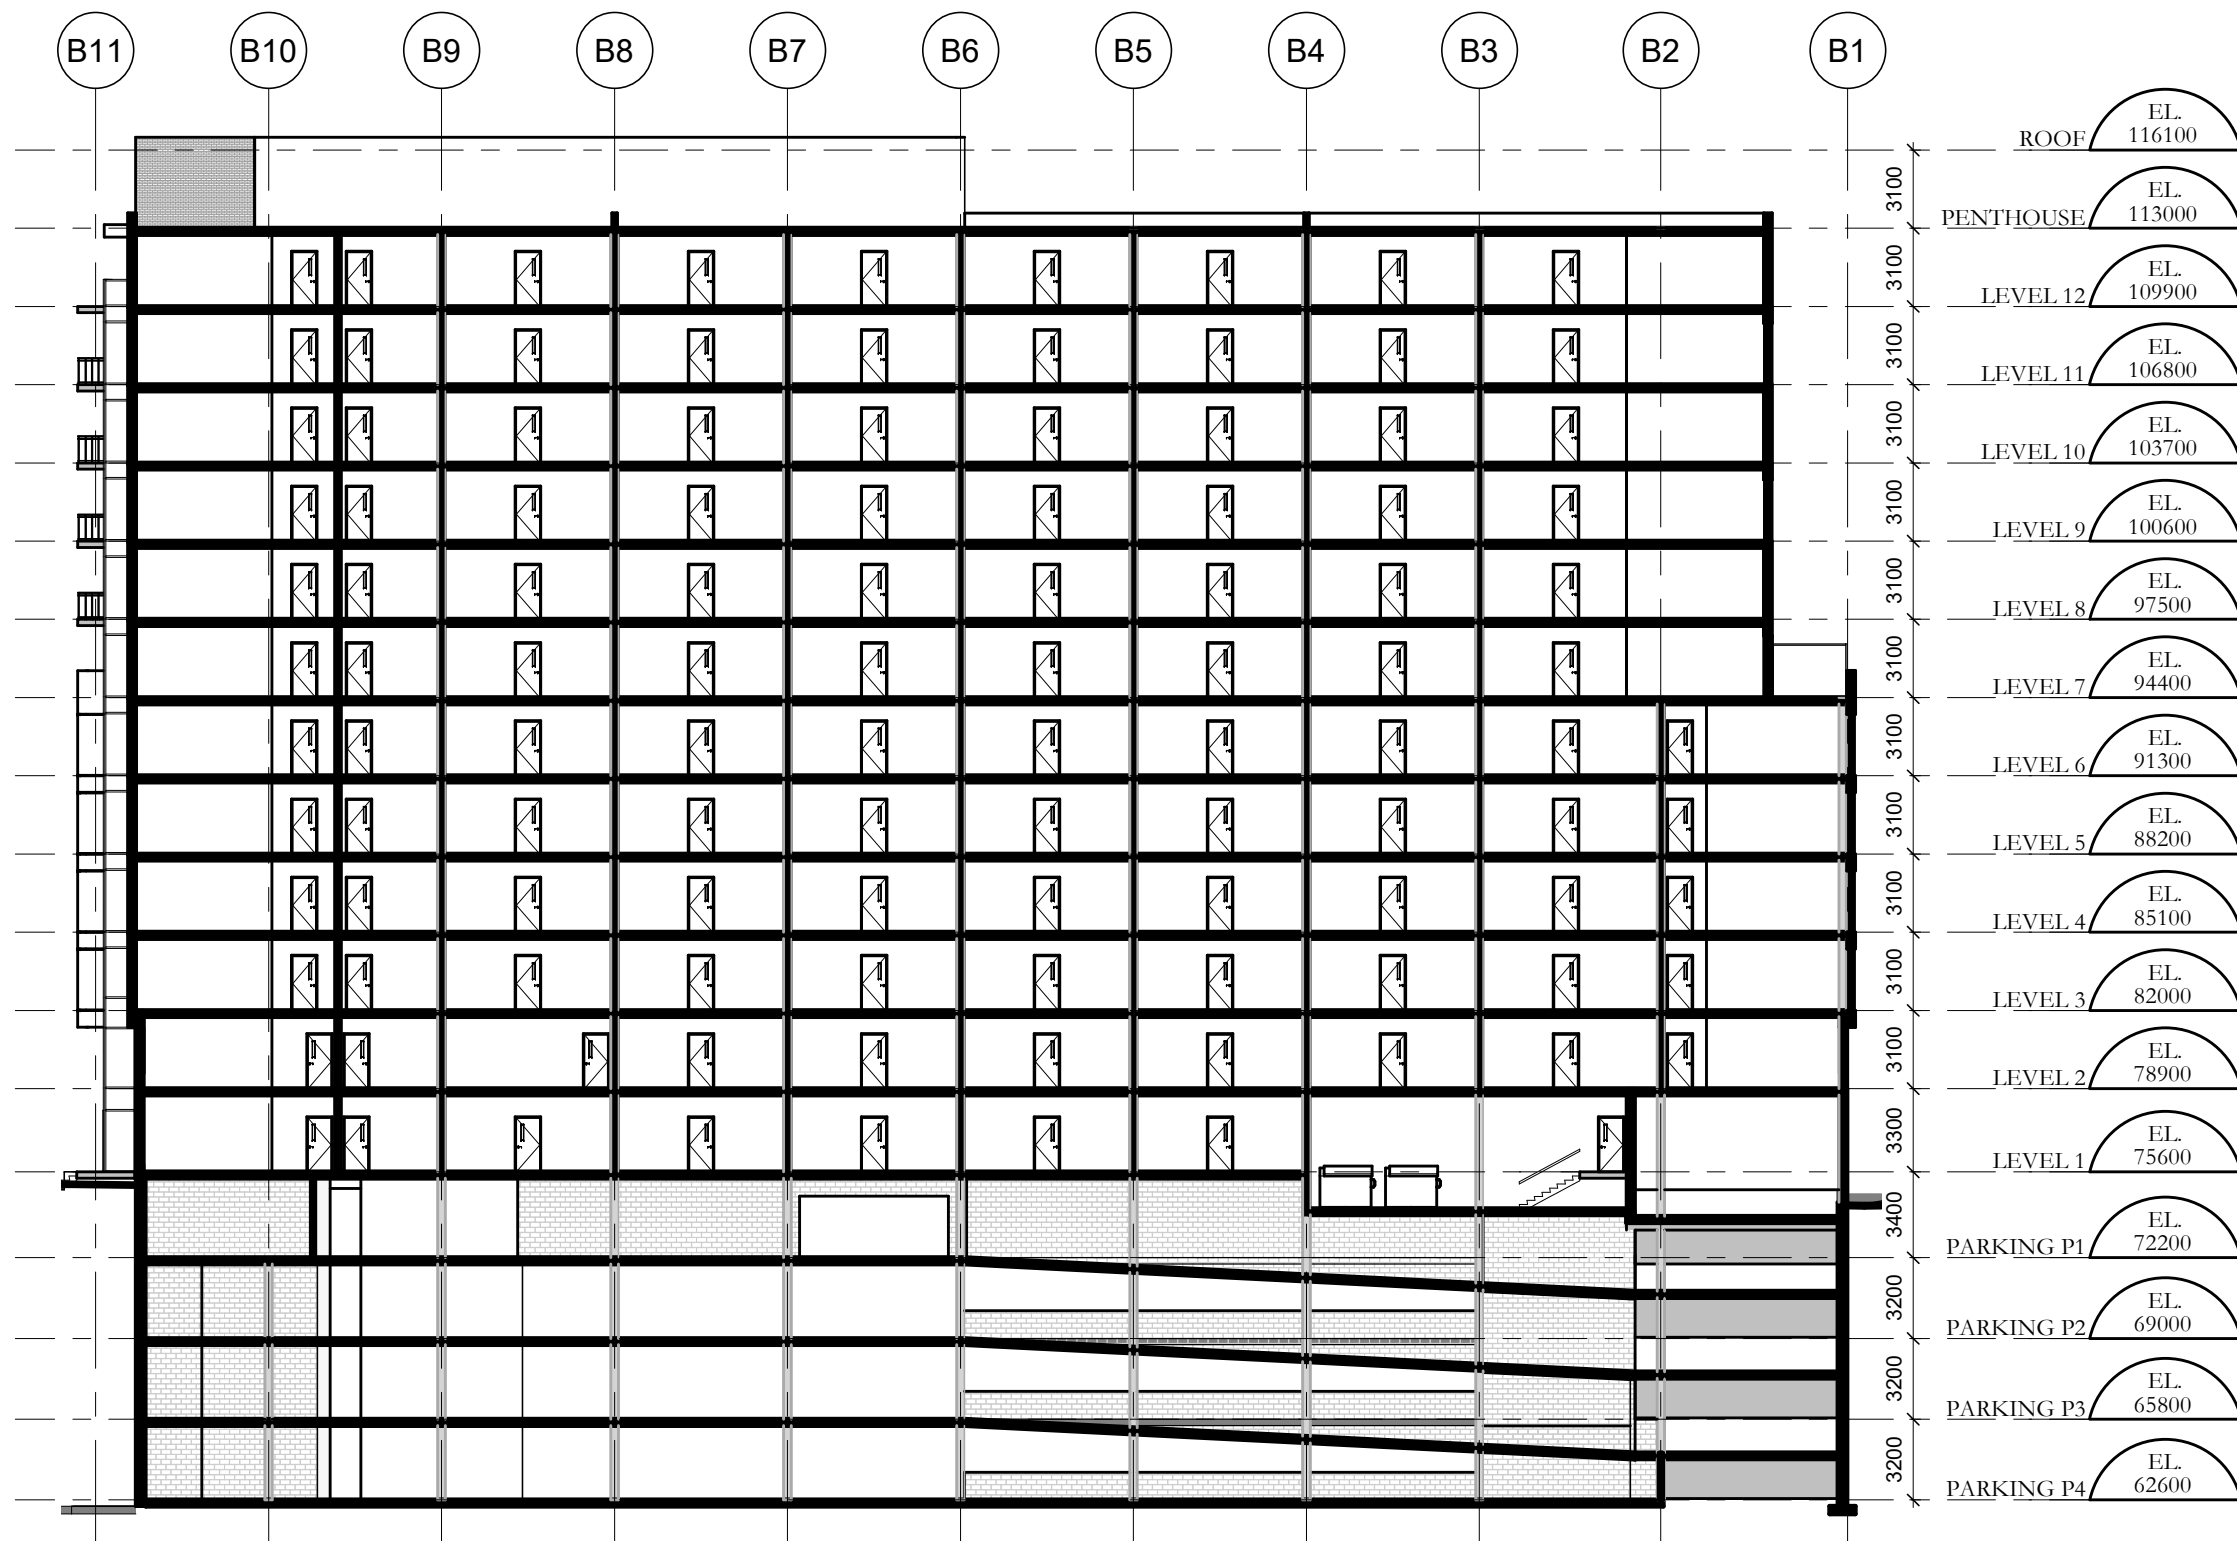 B11
B10
B9
B8
B7
B6
B5
B4
B3
B2
B1
ROOF
EL.
116100
3100
PENTHOUSE
EL.
113000
3100
LEVEL 12
EL.
109900
3100
LEVEL 11
EL.
106800
3100
LEVEL 10
EL.
103700
3100
LEVEL 9
EL.
100600
3100
LEVEL 8
EL.
97500
3100
LEVEL 7
EL.
94400
3100
LEVEL 6
EL.
91300
3100
LEVEL 5
EL.
88200
3100
LEVEL 4
EL.
85100
3100
LEVEL 3
EL.
82000
3100
LEVEL 2
EL.
78900
3300
LEVEL 1
EL.
75600
3400
PARKING P1
EL.
72200
3200
PARKING P2
EL.
69000
3200
PARKING P3
EL.
65800
3200
PARKING P4
EL.
62600